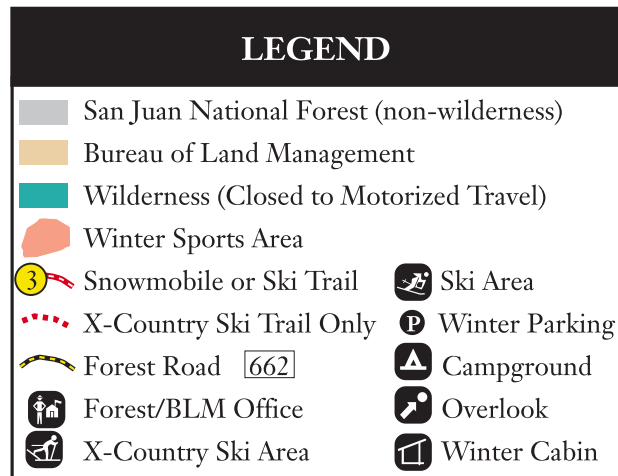 LEGEND
San Juan National Forest (non-wilderness)
Bureau of Land Management
Wilderness (Closed to Motorized Travel)
Winter Sports Area
3 Snowmobile or Ski Trail Ski Area
X-Country Ski Trail Only P Winter Parking
Forest Road 662 Campground
Forest/BLM Office Overlook
X-Country Ski Area Winter Cabin